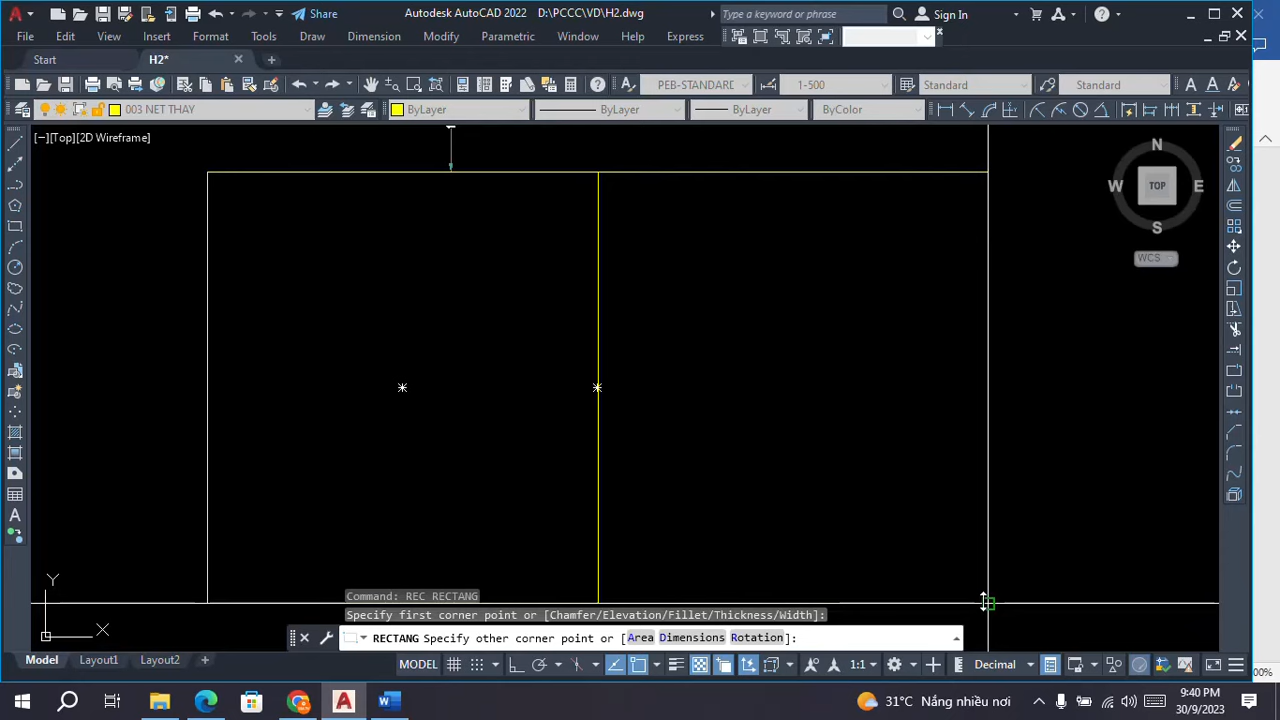 Share
Autodesk AutoCAD 2022 D:\PCCC\VD\H2.dwg
Type a keyword or phrase
Sign In
File Edit View Insert Format Tools Draw Dimension Modify Parametric Window Help Express
Start H2*
PEB-STANDARD 1-500 Standard Standard
003 NET THAY ByLayer ByLayer ByLayer ByColor
[−][Top][2D Wireframe]
N
W TOP E
S
WCS
Y
X
Command: REC RECTANG
Specify first corner point or [Chamfer/Elevation/Fillet/Thickness/Width]:
RECTANG Specify other corner point or [Area Dimensions Rotation]:
Model Layout1 Layout2 + MODEL 1:1 Decimal
00%
31°C Nắng nhiều nơi
9:40 PM
30/9/2023